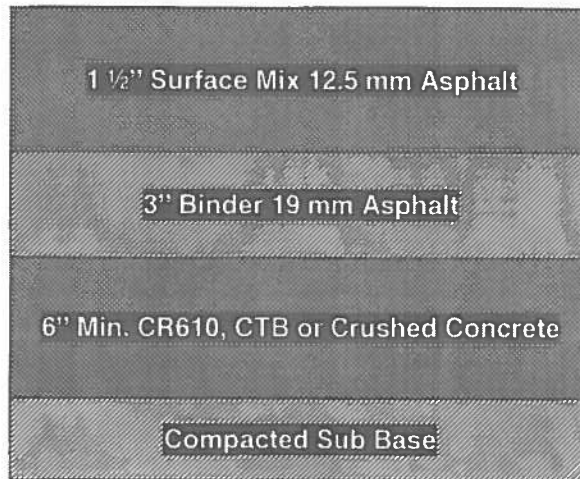 1 ½” Surface Mix 12.5 mm Asphalt
3” Binder 19 mm Asphalt
6” Min. CR610, CTB or Crushed Concrete
Compacted Sub Base